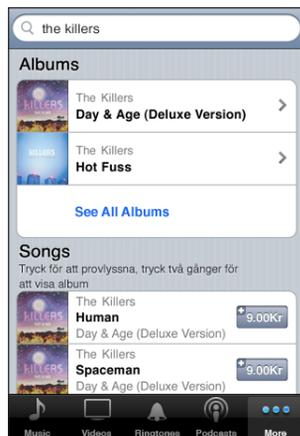 the killers
Albums
The Killers
Day & Age (Deluxe Version)
The Killers
Hot Fuss
See All Albums
Songs
Tryck för att provlyssna, tryck två gånger för
att visa album
The Killers
Human
Day & Age (Deluxe Version)
9.00Kr
The Killers
Spaceman
Day & Age (Deluxe Version)
9.00Kr
Music
Videos
Ringtones
Podcasts
More